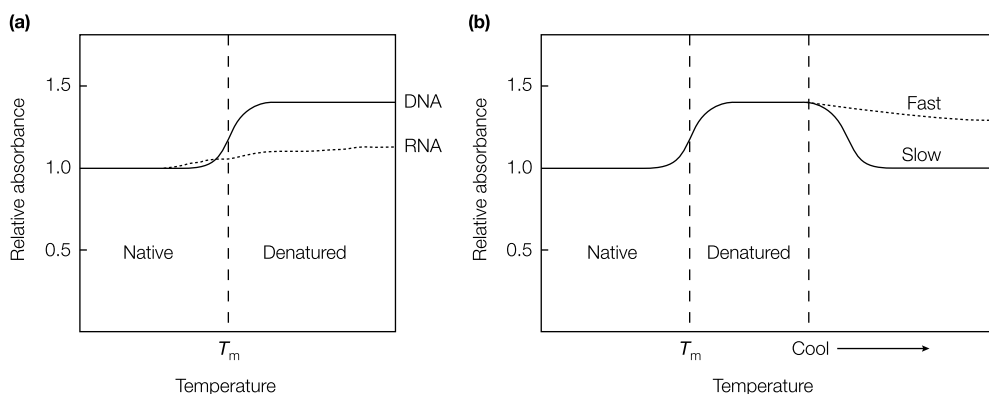 (a)
Relative absorbance
1.5
1.0
0.5
DNA
RNA
Native
Denatured
Tm
Temperature
(b)
Relative absorbance
1.5
1.0
0.5
Fast
Slow
Native
Denatured
Tm
Cool
Temperature